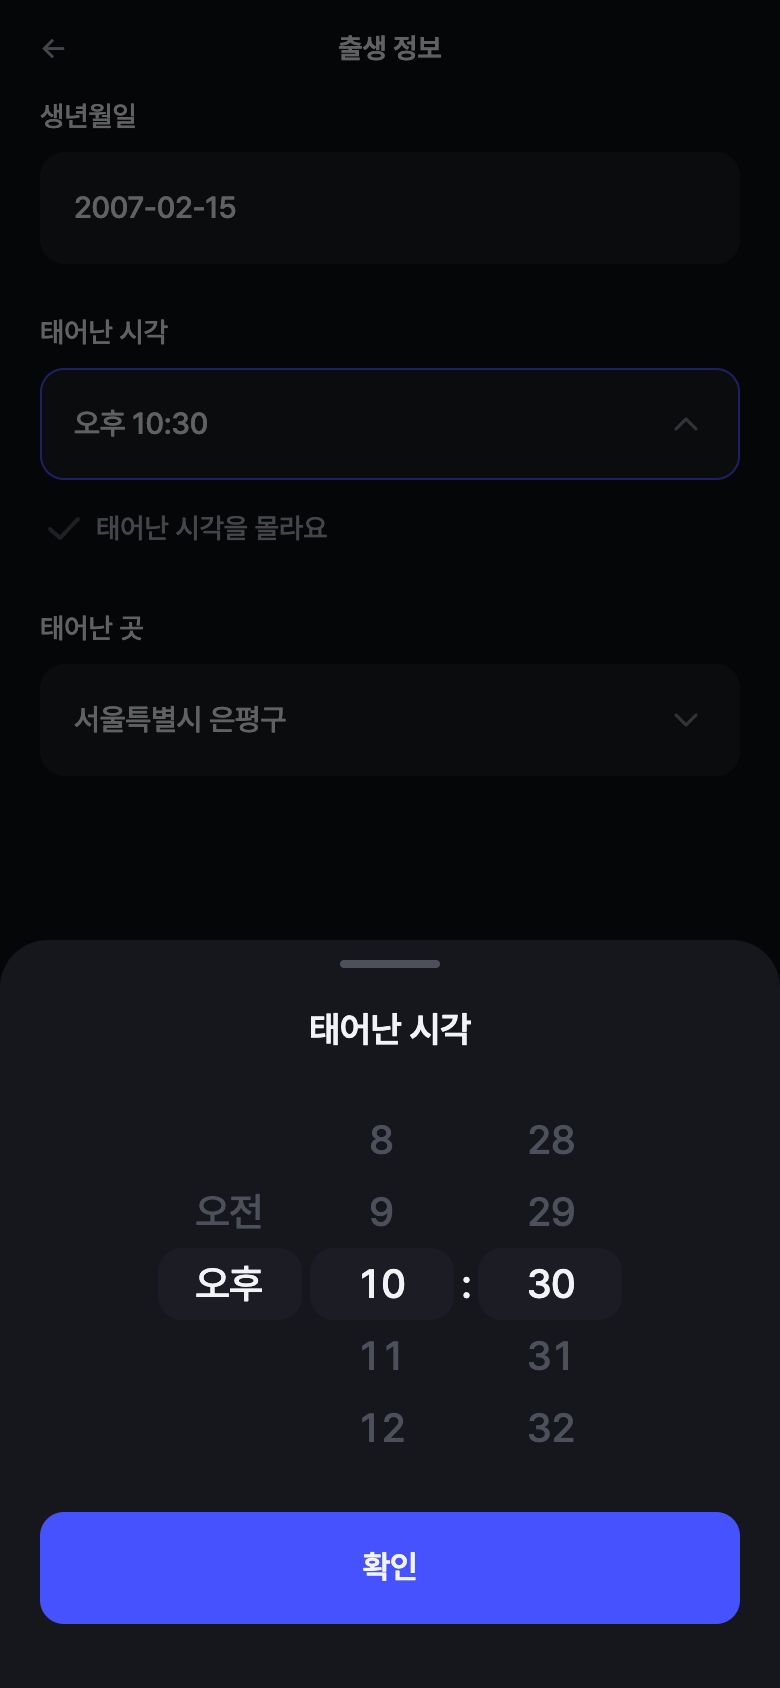 출생 정보
생년월일
2007-02-15
태어난 시각
오후 10:30
태어난 시각을 몰라요
태어난 곳
서울특별시 은평구
태어난 시각
8 28
오전 9 29
오후 10 : 30
11 31
12 32
확인